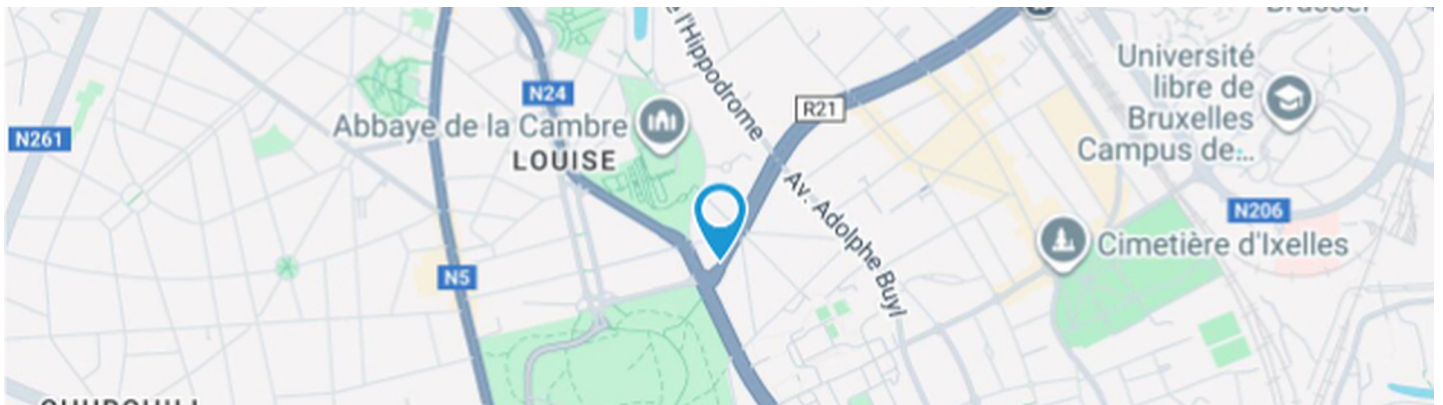 l'Hippodrome
Université
libre de
Bruxelles
Campus de...
N24
R21
Abbaye de la Cambre
N261
LOUISE
Av. Adolphe Buyl
N206
Cimetière d'Ixelles
N5